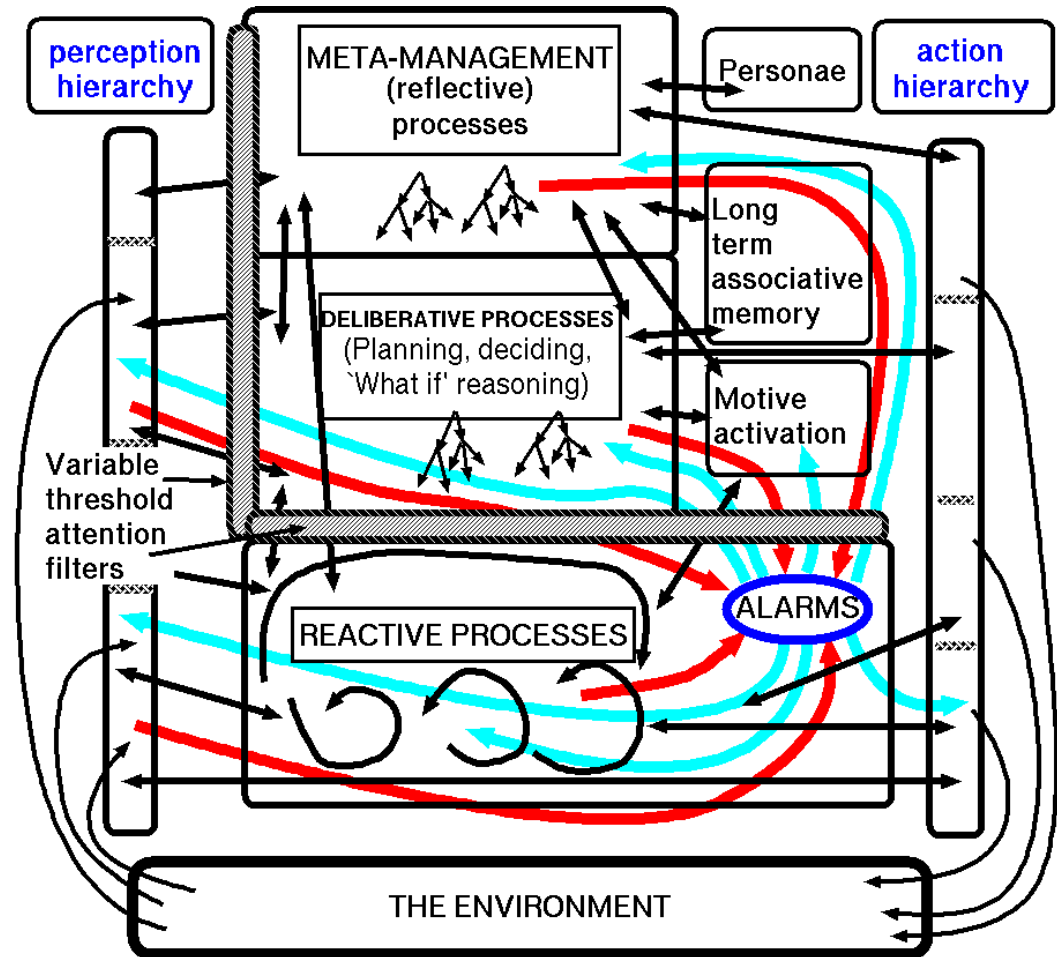 perception
hierarchy
META-MANAGEMENT
(reflective)
processes
Personae
action
hierarchy
Long
term
associative
memory
DELIBERATIVE PROCESSES
(Planning, deciding,
`What if' reasoning)
Motive
activation
Variable
threshold
attention
filters
ALARMS
REACTIVE PROCESSES
THE ENVIRONMENT